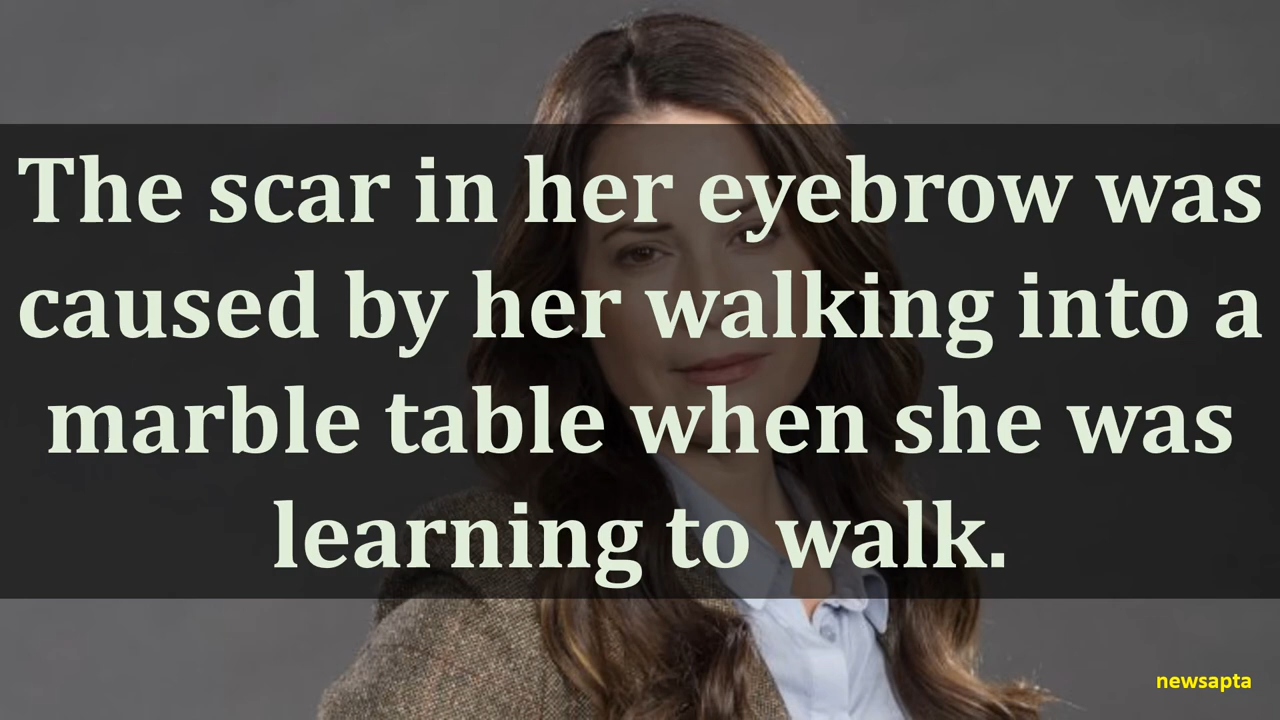 The scar in her eyebrow was
caused by her walking into a
marble table when she was
learning to walk.
newsapta